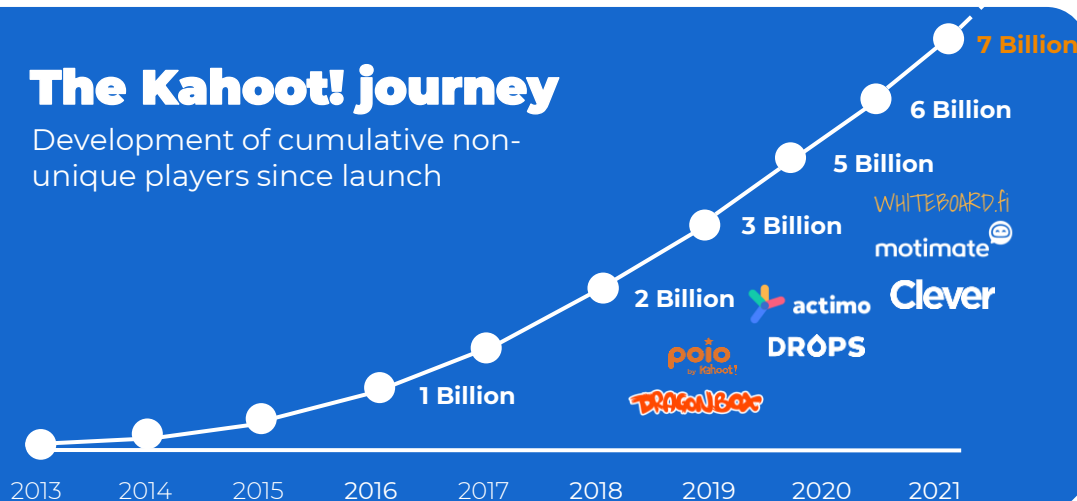 The Kahoot! journey
Development of cumulative non-
unique players since launch
7 Billion
6 Billion
5 Billion
WHITEBOARD.fi
3 Billion
motimate
Clever
2 Billion
actimo
DROPS
poio
by Kahoot!
DRAGONBOX
1 Billion
2013 2014 2015 2016 2017 2018 2019 2020 2021